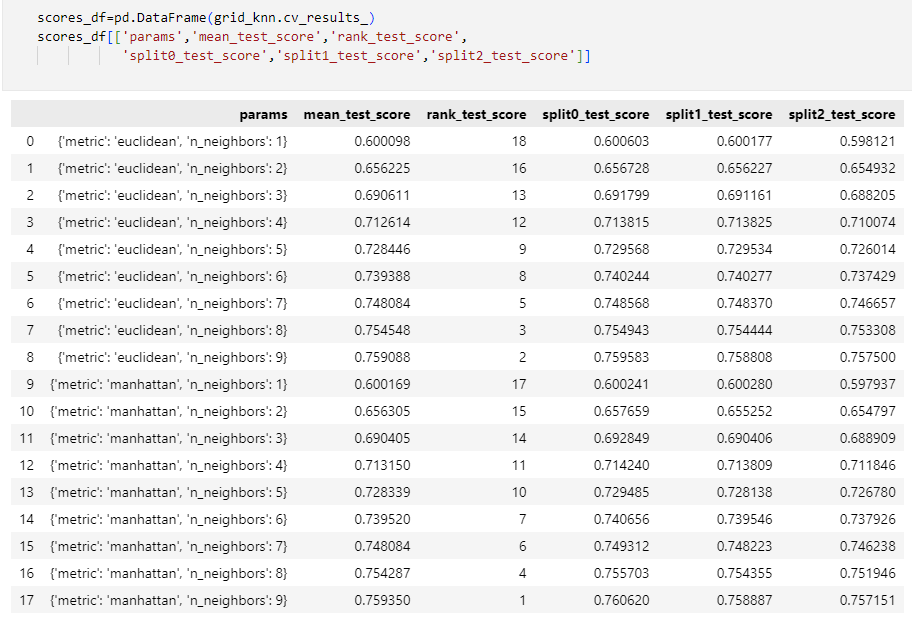 scores_df=pd.DataFrame(grid_knn.cv_results_)
scores_df[['params','mean_test_score','rank_test_score',
'split0_test_score','split1_test_score','split2_test_score']]
params mean_test_score rank_test_score split0_test_score split1_test_score split2_test_score
0 {'metric': 'euclidean', 'n_neighbors': 1} 0.600098 18 0.600603 0.600177 0.598121
1 {'metric': 'euclidean', 'n_neighbors': 2} 0.656225 16 0.656728 0.656227 0.654932
2 {'metric': 'euclidean', 'n_neighbors': 3} 0.690611 13 0.691799 0.691161 0.688205
3 {'metric': 'euclidean', 'n_neighbors': 4} 0.712614 12 0.713815 0.713825 0.710074
4 {'metric': 'euclidean', 'n_neighbors': 5} 0.728446 9 0.729568 0.729534 0.726014
5 {'metric': 'euclidean', 'n_neighbors': 6} 0.739388 8 0.740244 0.740277 0.737429
6 {'metric': 'euclidean', 'n_neighbors': 7} 0.748084 5 0.748568 0.748370 0.746657
7 {'metric': 'euclidean', 'n_neighbors': 8} 0.754548 3 0.754943 0.754444 0.753308
8 {'metric': 'euclidean', 'n_neighbors': 9} 0.759088 2 0.759583 0.758808 0.757500
9 {'metric': 'manhattan', 'n_neighbors': 1} 0.600169 17 0.600241 0.600280 0.597937
10 {'metric': 'manhattan', 'n_neighbors': 2} 0.656305 15 0.657659 0.655252 0.654797
11 {'metric': 'manhattan', 'n_neighbors': 3} 0.690405 14 0.692849 0.690406 0.688909
12 {'metric': 'manhattan', 'n_neighbors': 4} 0.713150 11 0.714240 0.713809 0.711846
13 {'metric': 'manhattan', 'n_neighbors': 5} 0.728339 10 0.729485 0.728138 0.726780
14 {'metric': 'manhattan', 'n_neighbors': 6} 0.739520 7 0.740656 0.739546 0.737926
15 {'metric': 'manhattan', 'n_neighbors': 7} 0.748084 6 0.749312 0.748223 0.746238
16 {'metric': 'manhattan', 'n_neighbors': 8} 0.754287 4 0.755703 0.754355 0.751946
17 {'metric': 'manhattan', 'n_neighbors': 9} 0.759350 1 0.760620 0.758887 0.757151